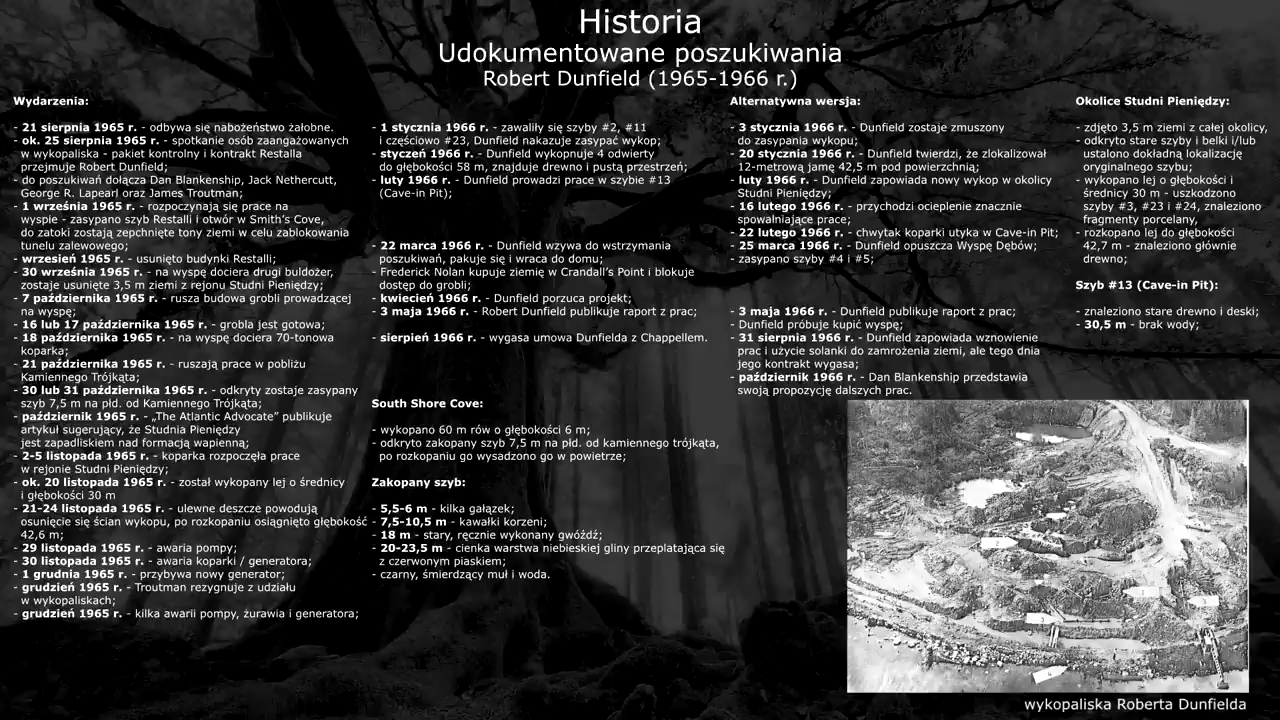 Historia
Udokumentowane poszukiwania
Robert Dunfield (1965-1966 r.)
Wydarzenia:
- 21 sierpnia 1965 r. - odbywa się nabożeństwo żałobne.
- ok. 25 sierpnia 1965 r. - spotkanie osób zaangażowanych
w wykopaliska - pakiet kontrolny i kontrakt Restalla
przejmuje Robert Dunfield;
- do poszukiwań dołącza Dan Blankenship, Jack Nethercutt,
George R. Lapearl oraz James Troutman;
- 1 września 1965 r. - rozpoczynają się prace na
wyspie - zasypano szyb Restalli i otwór w Smith's Cove,
do zatoki zostają zepchnięte tony ziemi w celu zablokowania
tunelu zalewowego;
- wrzesień 1965 r. - usunięto budynki Restalli;
- 30 września 1965 r. - na wyspę dociera drugi buldożer,
zostaje usunięte 3,5 m ziemi z rejonu Studni Pieniędzy;
- 7 października 1965 r. - rusza budowa grobli prowadzącej
na wyspę;
- 16 lub 17 października 1965 r. - grobla jest gotowa;
- 18 października 1965 r. - na wyspę dociera 70-tonowa
koparka;
- 21 października 1965 r. - ruszają prace w pobliżu
Kamiennego Trójkąta;
- 30 lub 31 października 1965 r. - odkryty zostaje zasypany
szyb 7,5 m na płd. od Kamiennego Trójkąta;
- październik 1965 r. - „The Atlantic Advocate” publikuje
artykuł sugerujący, że Studnia Pieniędzy
jest zapadliskiem nad formacją wapienną;
- 2-5 listopada 1965 r. - koparka rozpoczęła prace
w rejonie Studni Pieniędzy;
- ok. 20 listopada 1965 r. - został wykopany lej o średnicy
i głębokości 30 m
- 21-24 listopada 1965 r. - ulewne deszcze powodują
osunięcie się ścian wykopu, po rozkopaniu osiągnięto głębokość
42,6 m;
- 29 listopada 1965 r. - awaria pompy;
- 30 listopada 1965 r. - awaria koparki / generatora;
- 1 grudnia 1965 r. - przybywa nowy generator;
- grudzień 1965 r. - Troutman rezygnuje z udziału
w wykopaliskach;
- grudzień 1965 r. - kilka awarii pompy, żurawia i generatora;
- 1 stycznia 1966 r. - zawaliły się szyby #2, #11
i częściowo #23, Dunfield nakazuje zasypać wykop;
- styczeń 1966 r. - Dunfield wykopnuje 4 odwierty
do głębokości 58 m, znajduje drewno i pustą przestrzeń;
- luty 1966 r. - Dunfield prowadzi prace w szybie #13
(Cave-in Pit);
- 22 marca 1966 r. - Dunfield wzywa do wstrzymania
poszukiwań, pakuje się i wraca do domu;
- Frederick Nolan kupuje ziemię w Crandall's Point i blokuje
dostęp do grobli;
- kwiecień 1966 r. - Dunfield porzuca projekt;
- 3 maja 1966 r. - Robert Dunfield publikuje raport z prac;
- sierpień 1966 r. - wygasa umowa Dunfielda z Chappellem.
South Shore Cove:
- wykopano 60 m rów o głębokości 6 m;
- odkryto zakopany szyb 7,5 m na płd. od kamiennego trójkąta,
po rozkopaniu go wysadzono go w powietrze;
Zakopany szyb:
- 5,5-6 m - kilka gałązek;
- 7,5-10,5 m - kawałki korzeni;
- 18 m - stary, ręcznie wykonany gwóźdź;
- 20-23,5 m - cienka warstwa niebieskiej gliny przeplatająca się
z czerwonym piaskiem;
- czarny, śmierdzący muł i woda.
Alternatywna wersja:
- 3 stycznia 1966 r. - Dunfield zostaje zmuszony
do zasypania wykopu;
- 20 stycznia 1966 r. - Dunfield twierdzi, że zlokalizował
12-metrową jamę 42,5 m pod powierzchnią;
- luty 1966 r. - Dunfield zapowiada nowy wykop w okolicy
Studni Pieniędzy;
- 16 lutego 1966 r. - przychodzi ocieplenie znacznie
spowałniające prace;
- 22 lutego 1966 r. - chwytak koparki utyka w Cave-in Pit;
- 25 marca 1966 r. - Dunfield opuszcza Wyspę Dębów;
- zasypano szyby #4 i #5;
- 3 maja 1966 r. - Dunfield publikuje raport z prac;
- Dunfield próbuje kupić wyspę;
- 31 sierpnia 1966 r. - Dunfield zapowiada wznowienie
prac i użycie solanki do zamrożenia ziemi, ale tego dnia
jego kontrakt wygasa;
- październik 1966 r. - Dan Blankenship przedstawia
swoją propozycję dalszych prac.
Okolice Studni Pieniędzy:
- zdjęto 3,5 m ziemi z całej okolicy,
- odkryto stare szyby i belki i/lub
ustalono dokładną lokalizację
oryginalnego szybu;
- wykopano lej o głębokości i
średnicy 30 m - uszkodzono
szyby #3, #23 i #24, znaleziono
fragmenty porcelany,
- rozkopano lej do głębokości
42,7 m - znaleziono głównie
drewno;
Szyb #13 (Cave-in Pit):
- znaleziono stare drewno i deski;
- 30,5 m - brak wody;
wykopaliska Roberta Dunfielda